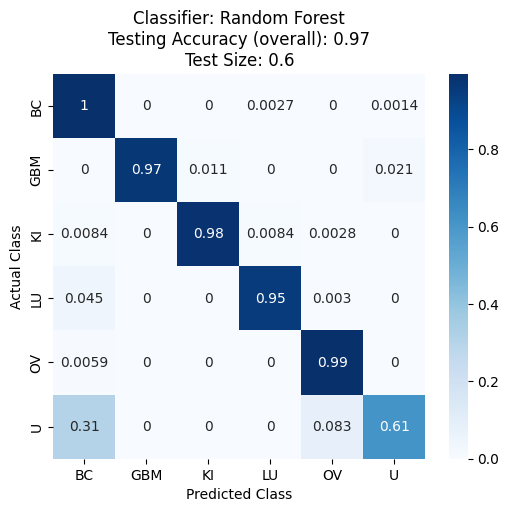 Classifier: Random Forest
Testing Accuracy (overall): 0.97
Test Size: 0.6
BC 1 0 0 0.0027 0 0.0014
GBM 0 0.97 0.011 0 0 0.021
KI 0.0084 0 0.98 0.0084 0.0028 0
LU 0.045 0 0 0.95 0.003 0
OV 0.0059 0 0 0 0.99 0
U 0.31 0 0 0 0.083 0.61
BC GBM KI LU OV U
Predicted Class
Actual Class
0.8
0.6
0.4
0.2
0.0